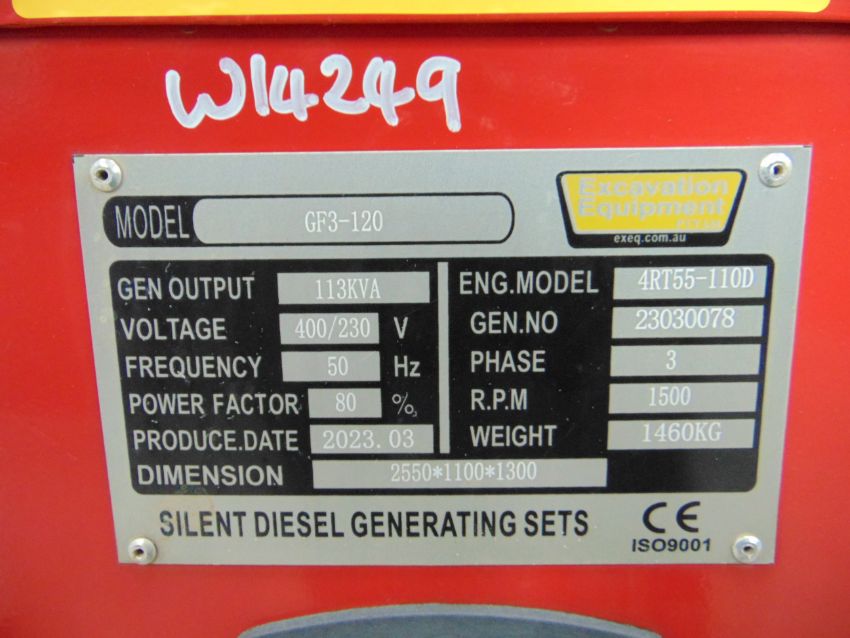 W14249
MODEL GF3-120
Excavation
Equipment
PTY Ltd
exeq.com.au
GEN OUTPUT 113KVA
VOLTAGE 400/230 V
FREQUENCY 50 Hz
POWER FACTOR 80 %
PRODUCE.DATE 2023.03
ENG.MODEL 4RT55-110D
GEN.NO 23030078
PHASE 3
R.P.M 1500
WEIGHT 1460KG
DIMENSION 2550*1100*1300
SILENT DIESEL GENERATING SETS
CE
ISO9001